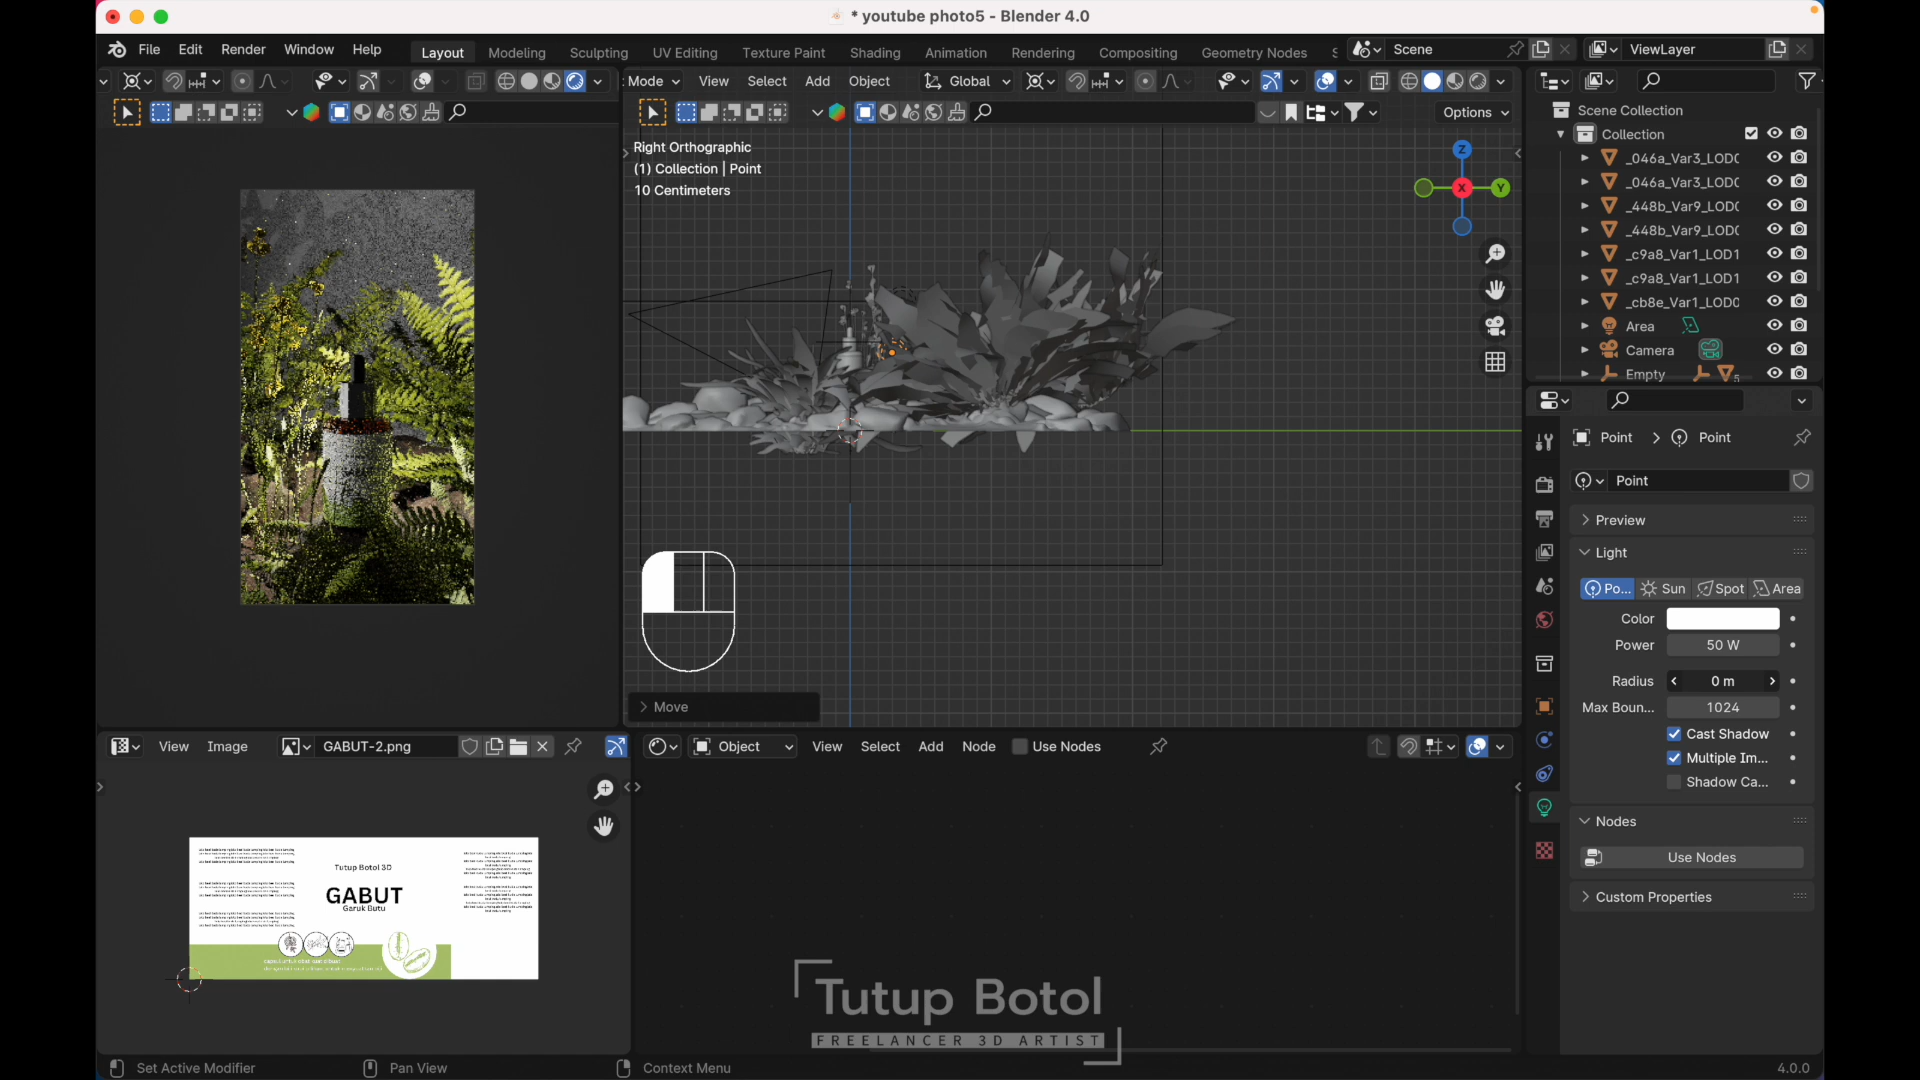 * youtube photo5 - Blender 4.0
File Edit Render Window Help
Layout Modeling Sculpting UV Editing Texture Paint Shading Animation Rendering Compositing Geometry Nodes
Scene
ViewLayer
Mode View Select Add Object Global
Options
Right Orthographic
(1) Collection | Point
10 Centimeters
Z
X
Y
Move
Scene Collection
Collection
_046a_Var3_LOD0
_046a_Var3_LOD0
_448b_Var9_LOD0
_448b_Var9_LOD0
_c9a8_Var1_LOD1
_c9a8_Var1_LOD1
_cb8e_Var1_LOD0
Area
Camera
Empty
5
Point > Point
Point
Preview
Light
Po... Sun Spot Area
Color
Power 50 W
Radius 0 m
Max Boun... 1024
Cast Shadow
Multiple Im...
Shadow Ca...
Nodes
Use Nodes
Custom Properties
View Image GABUT-2.png
Object View Select Add Node Use Nodes
Tutup Botol 3D
GABUT
Garuk Butu
Tutup Botol
FREELANCER 3D ARTIST
Set Active Modifier Pan View Context Menu 4.0.0